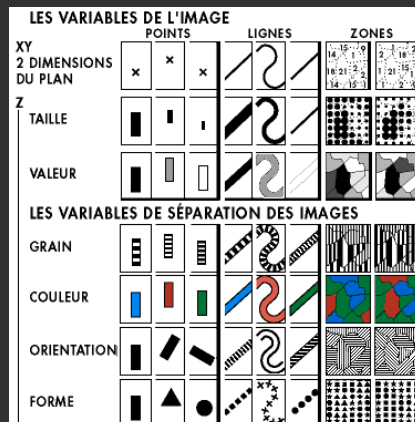 LES VARIABLES DE L'IMAGE
POINTS LIGNES ZONES
XY
2 DIMENSIONS
DU PLAN
Z
TAILLE
VALEUR
LES VARIABLES DE SÉPARATION DES IMAGES
GRAIN
COULEUR
ORIENTATION
FORME